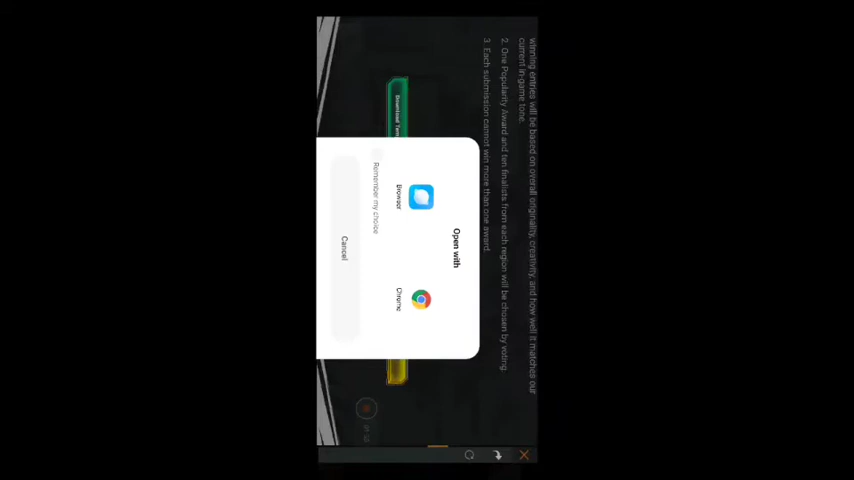 winning entries will be based on overall originality, creativity, and how well it matches our
current in-game tone.
2. One Popularity Award and ten finalists from each region will be chosen by voting.
3. Each submission cannot win more than one award.
Download Tem
Open with
Browser
Chrome
Remember my choice
Cancel